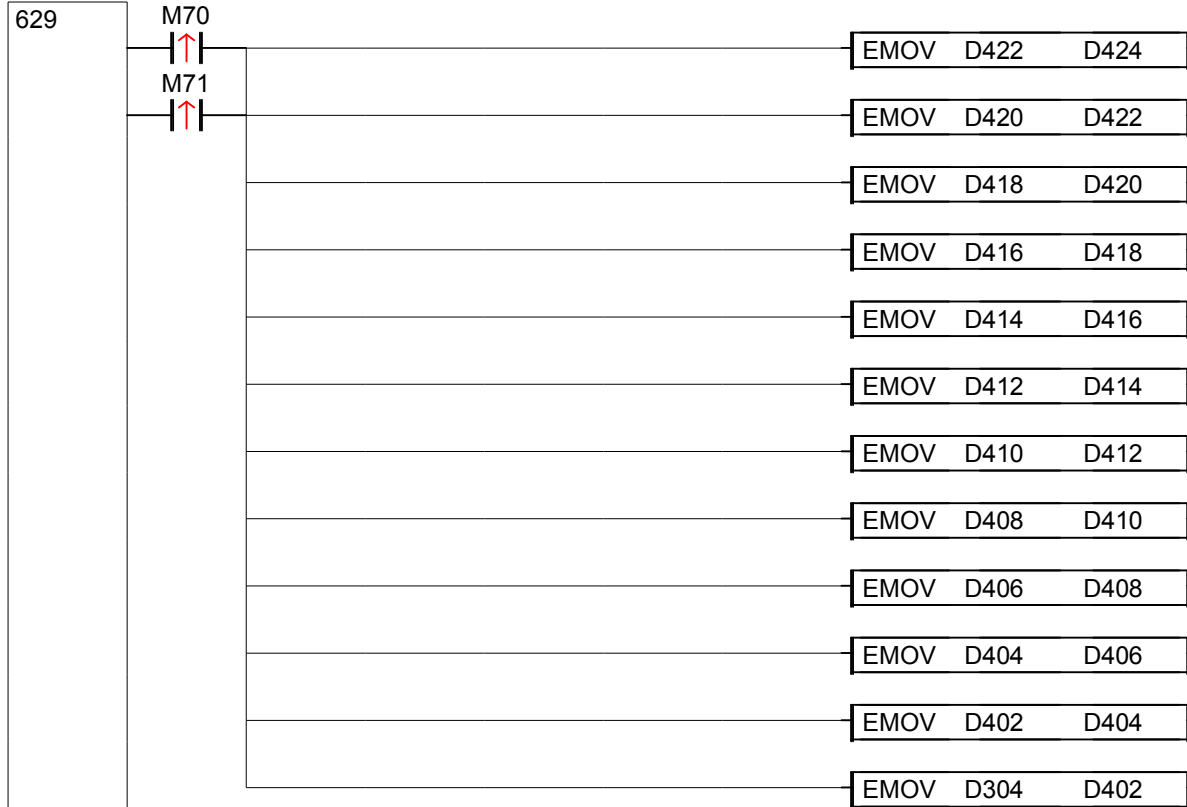 629
M70
EMOV D422 D424
M71
EMOV D420 D422
EMOV D418 D420
EMOV D416 D418
EMOV D414 D416
EMOV D412 D414
EMOV D410 D412
EMOV D408 D410
EMOV D406 D408
EMOV D404 D406
EMOV D402 D404
EMOV D304 D402